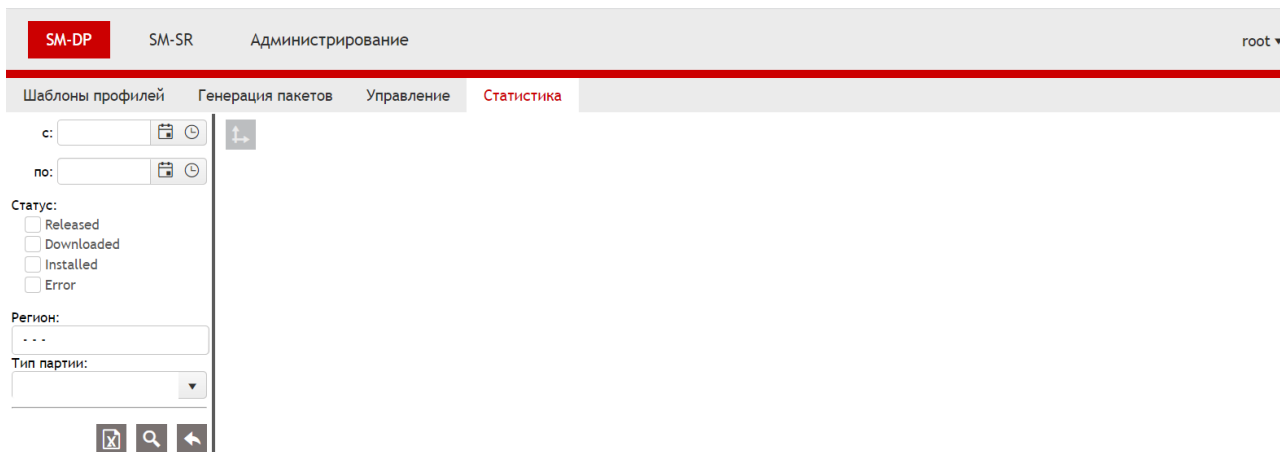 SM-DP SM-SR Администрирование root
Шаблоны профилей Генерация пакетов Управление Статистика
с:
по:
Статус:
Released
Downloaded
Installed
Error
Регион:
---
Тип партии: